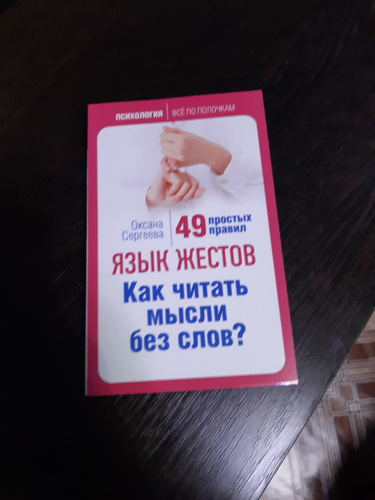 ПСИХОЛОГИЯ ВСЁ ПО ПОЛОЧКАМ
Оксана
Сергеева
49 простых
правил
ЯЗЫК ЖЕСТОВ
Как читать
мысли
без слов?